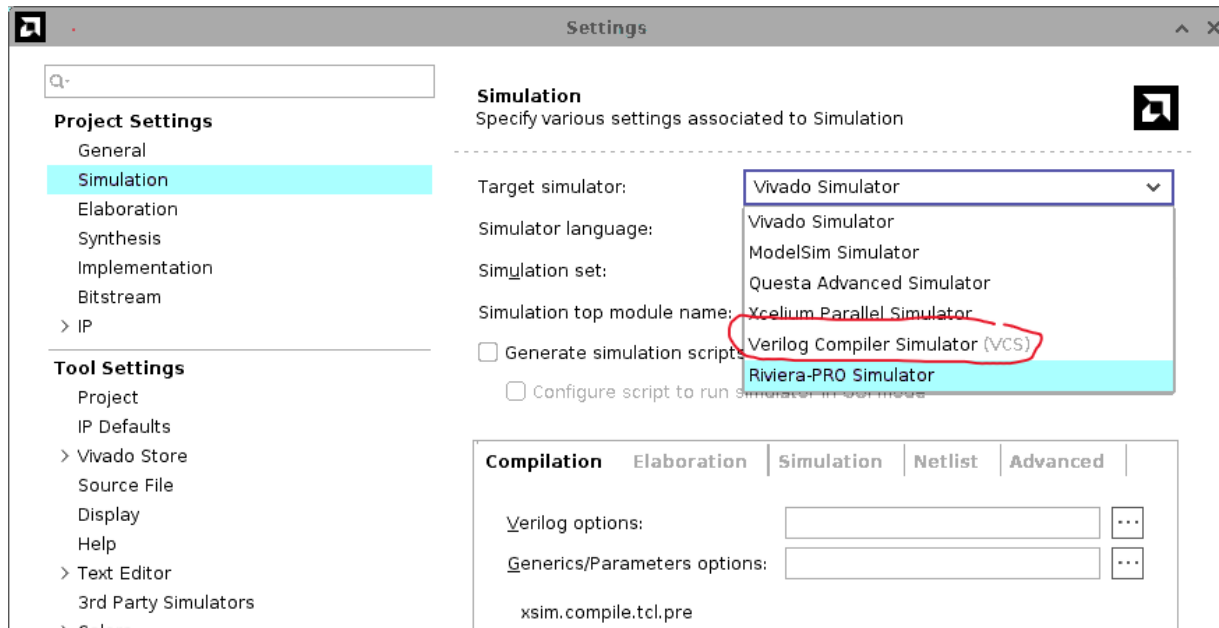 Settings
Project Settings
General
Simulation
Elaboration
Synthesis
Implementation
Bitstream
> IP
Tool Settings
Project
IP Defaults
> Vivado Store
Source File
Display
Help
> Text Editor
3rd Party Simulators
Simulation
Specify various settings associated to Simulation
Target simulator:
Vivado Simulator
Vivado Simulator
ModelSim Simulator
Questa Advanced Simulator
Xcelium Parallel Simulator
Verilog Compiler Simulator (VCS)
Riviera-PRO Simulator
Simulator language:
Simulation set:
Simulation top module name:
Generate simulation scripts
Configure script to run simulator in GUI mode
Compilation Elaboration Simulation Netlist Advanced
Verilog options:
...
Generics/Parameters options:
...
xsim.compile.tcl.pre